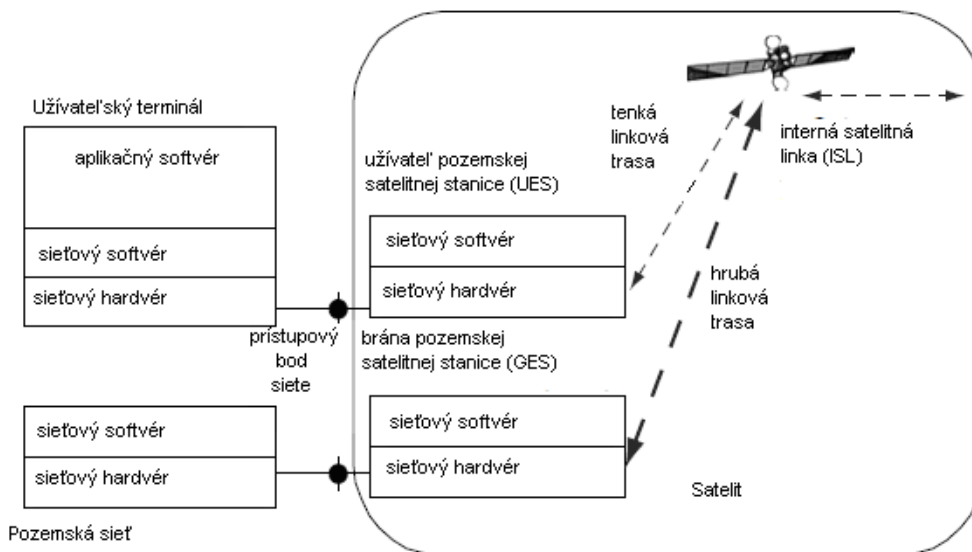 Užívateľský terminál
aplikačný softvér
sieťový softvér
sieťový hardvér
prístupový
bod
siete
užívateľ pozemskej
satelitnej stanice (UES)
sieťový softvér
sieťový hardvér
brána pozemskej
satelitnej stanice (GES)
sieťový softvér
sieťový hardvér
tenká
linková
trasa
interná satelitná
linka (ISL)
hrubá
linková
trasa
sieťový softvér
sieťový hardvér
Satelit
Pozemská sieť